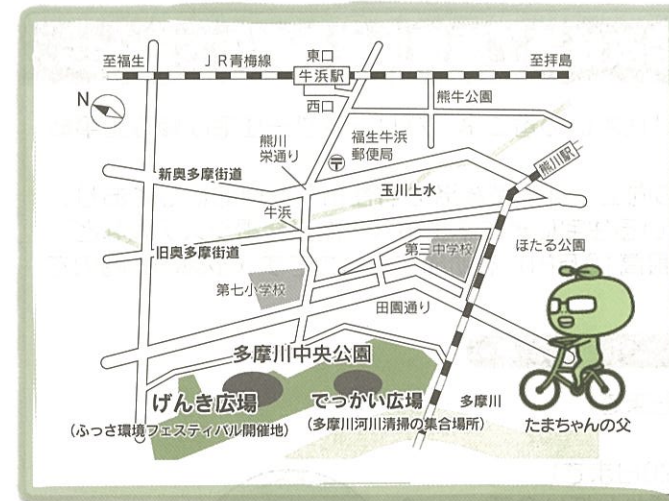 至福生
ＪＲ青梅線
東口
牛浜駅
至拝島
西口
熊牛公園
N
熊川
栄通り
福生牛浜
郵便局
〒
熊川駅
新奥多摩街道
玉川上水
牛浜
旧奥多摩街道
第三中学校
ほたる公園
第七小学校
田園通り
多摩川中央公園
げんき広場
でっかい広場
多摩川
（ふっさ環境フェスティバル開催地）
（多摩川河川清掃の集合場所）
たまちゃんの父